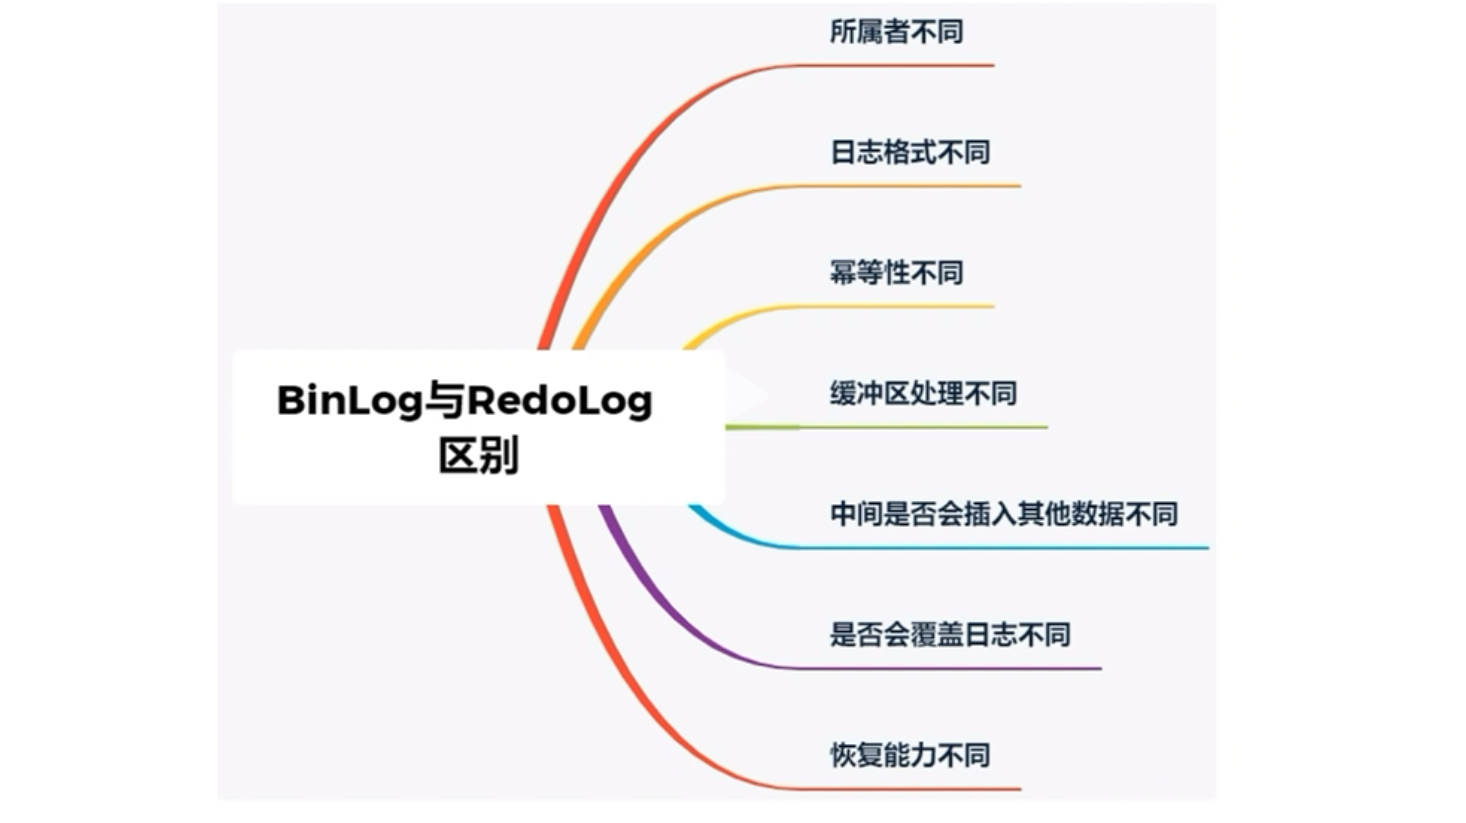 所属者不同
日志格式不同
幂等性不同
BinLog与RedoLog
区别
缓冲区处理不同
中间是否会插入其他数据不同
是否会覆盖日志不同
恢复能力不同